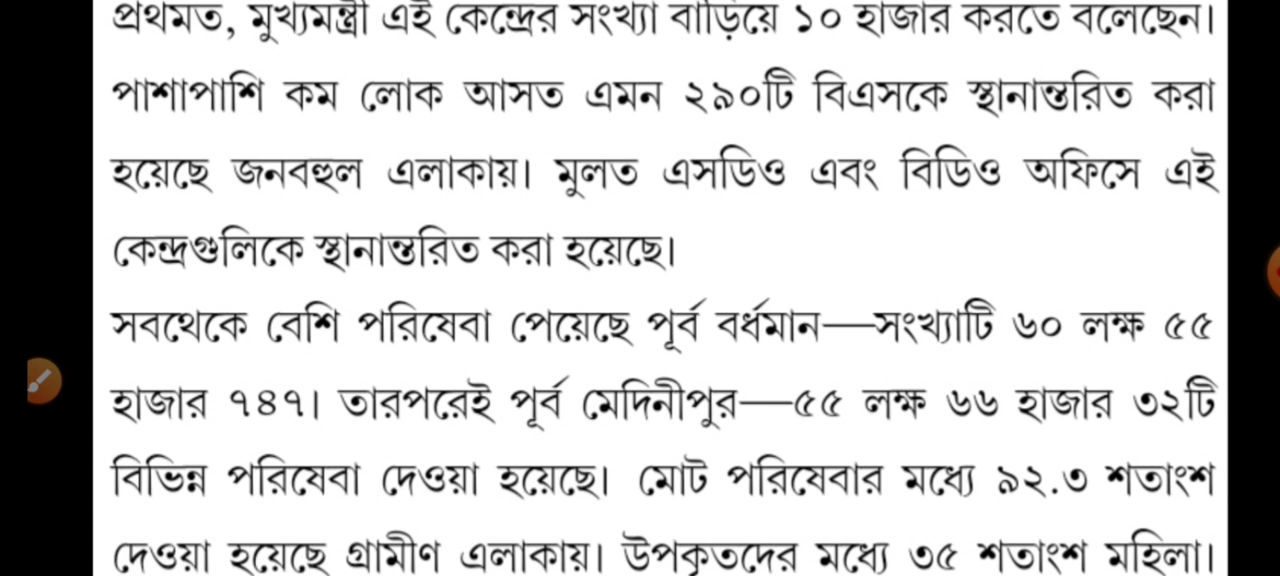 প্রথমত, মুখ্যমন্ত্রী এই কেন্দ্রের সংখ্যা বাড়িয়ে ১০ হাজার করতে বলেছেন।
পাশাপাশি কম লোক আসত এমন ২৯০টি বিএসকে স্থানান্তরিত করা
হয়েছে জনবহুল এলাকায়। মুলত এসডিও এবং বিডিও অফিসে এই
কেন্দ্রগুলিকে স্থানান্তরিত করা হয়েছে।
সবথেকে বেশি পরিষেবা পেয়েছে পূর্ব বর্ধমান—সংখ্যাটি ৬০ লক্ষ ৫৫
হাজার ৭৪৭। তারপরেই পূর্ব মেদিনীপুর—৫৫ লক্ষ ৬৬ হাজার ৩২টি
বিভিন্ন পরিষেবা দেওয়া হয়েছে। মোট পরিষেবার মধ্যে ৯২.৩ শতাংশ
দেওয়া হয়েছে গ্রামীণ এলাকায়। উপকৃতদের মধ্যে ৩৫ শতাংশ মহিলা।